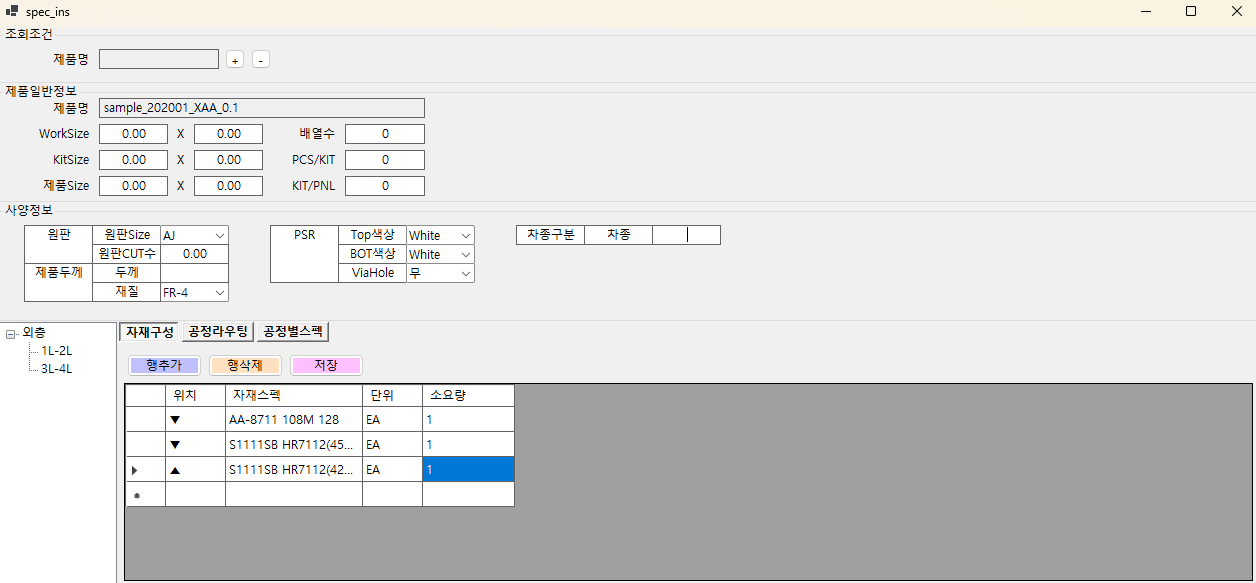 spec_ins
조회조건
제품명 + -
제품일반정보
제품명 sample_202001_XAA_0.1
WorkSize 0.00 X 0.00 배열수 0
KitSize 0.00 X 0.00 PCS/KIT 0
제품Size 0.00 X 0.00 KIT/PNL 0
사양정보
원판 원판Size AJ PSR Top색상 White 차종구분 차종
원판CUT수 0.00 BOT색상 White
제품두께 두께 ViaHole 무
재질 FR-4
외층 자재구성 공정라우팅 공정별스펙
1L-2L
3L-4L
행추가 행삭제 저장
위치 자재스펙 단위 소요량
▼ AA-8711 108M 128 EA 1
▼ S1111SB HR7112(45... EA 1
▲ S1111SB HR7112(42... EA 1